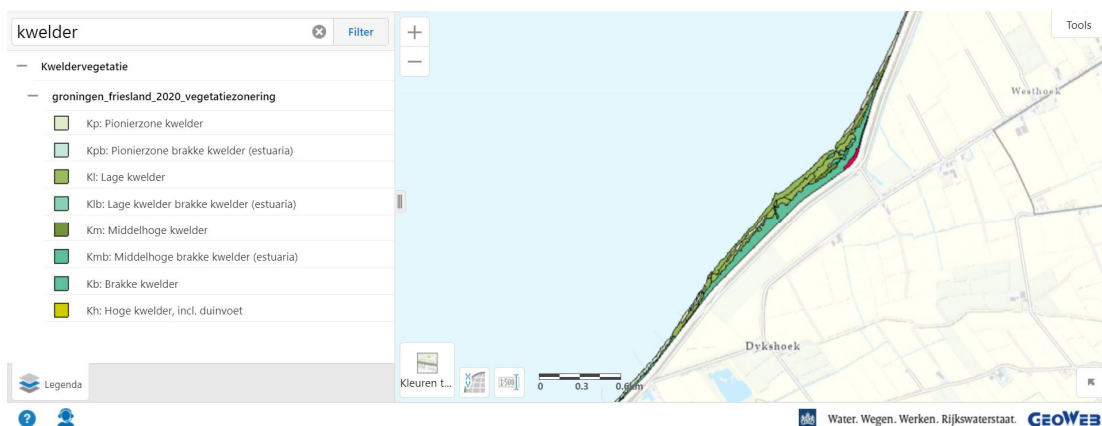 kwelder
Filter
Kweldervegetatie
groningen_friesland_2020_vegetatiezonering
Kp: Pionierzone kwelder
Kpb: Pionierzone brakke kwelder (estuaria)
Kl: Lage kwelder
Klb: Lage kwelder brakke kwelder (estuaria)
Km: Middelhoge kwelder
Kmb: Middelhoge brakke kwelder (estuaria)
Kb: Brakke kwelder
Kh: Hoge kwelder, incl. duinvoet
Legenda
Tools
Westhoek
Dykshoek
Kleuren t...
1:500
0 0.3 0.6km
Water. Wegen. Werken. Rijkswaterstaat. GEOWEB